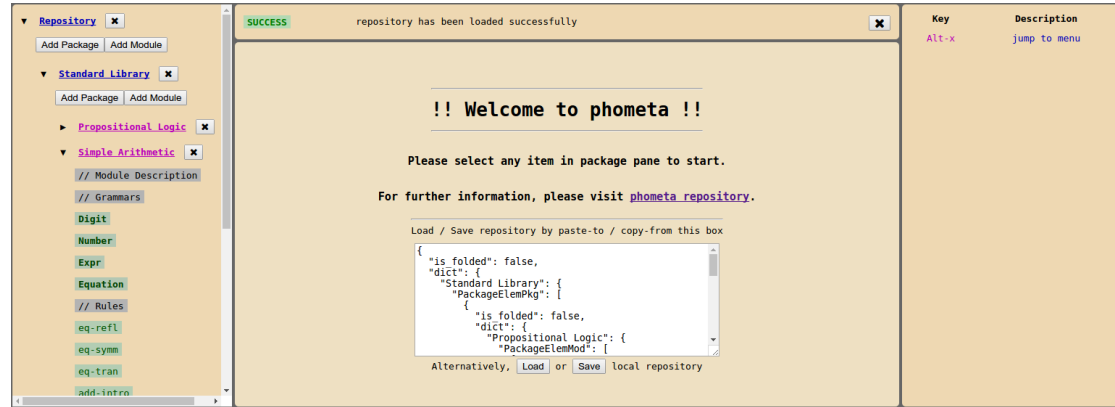 ▼ Repository ✖
Add Package Add Module
▼ Standard Library ✖
Add Package Add Module
► Propositional Logic ✖
▼ Simple Arithmetic ✖
// Module Description
// Grammars
Digit
Number
Expr
Equation
// Rules
eq-refl
eq-symm
eq-tran
add-intro
SUCCESS repository has been loaded successfully ✖
!! Welcome to phometa !!
Please select any item in package pane to start.
For further information, please visit phometa repository.
Load / Save repository by paste-to / copy-from this box
{
"is_folded": false,
"dict": {
"Standard Library": {
"PackageElemPkg": [
{
"is_folded": false,
"dict": {
"Propositional Logic": {
"PackageElemMod": [
Alternatively, Load or Save local repository
Key Description
Alt-x jump to menu